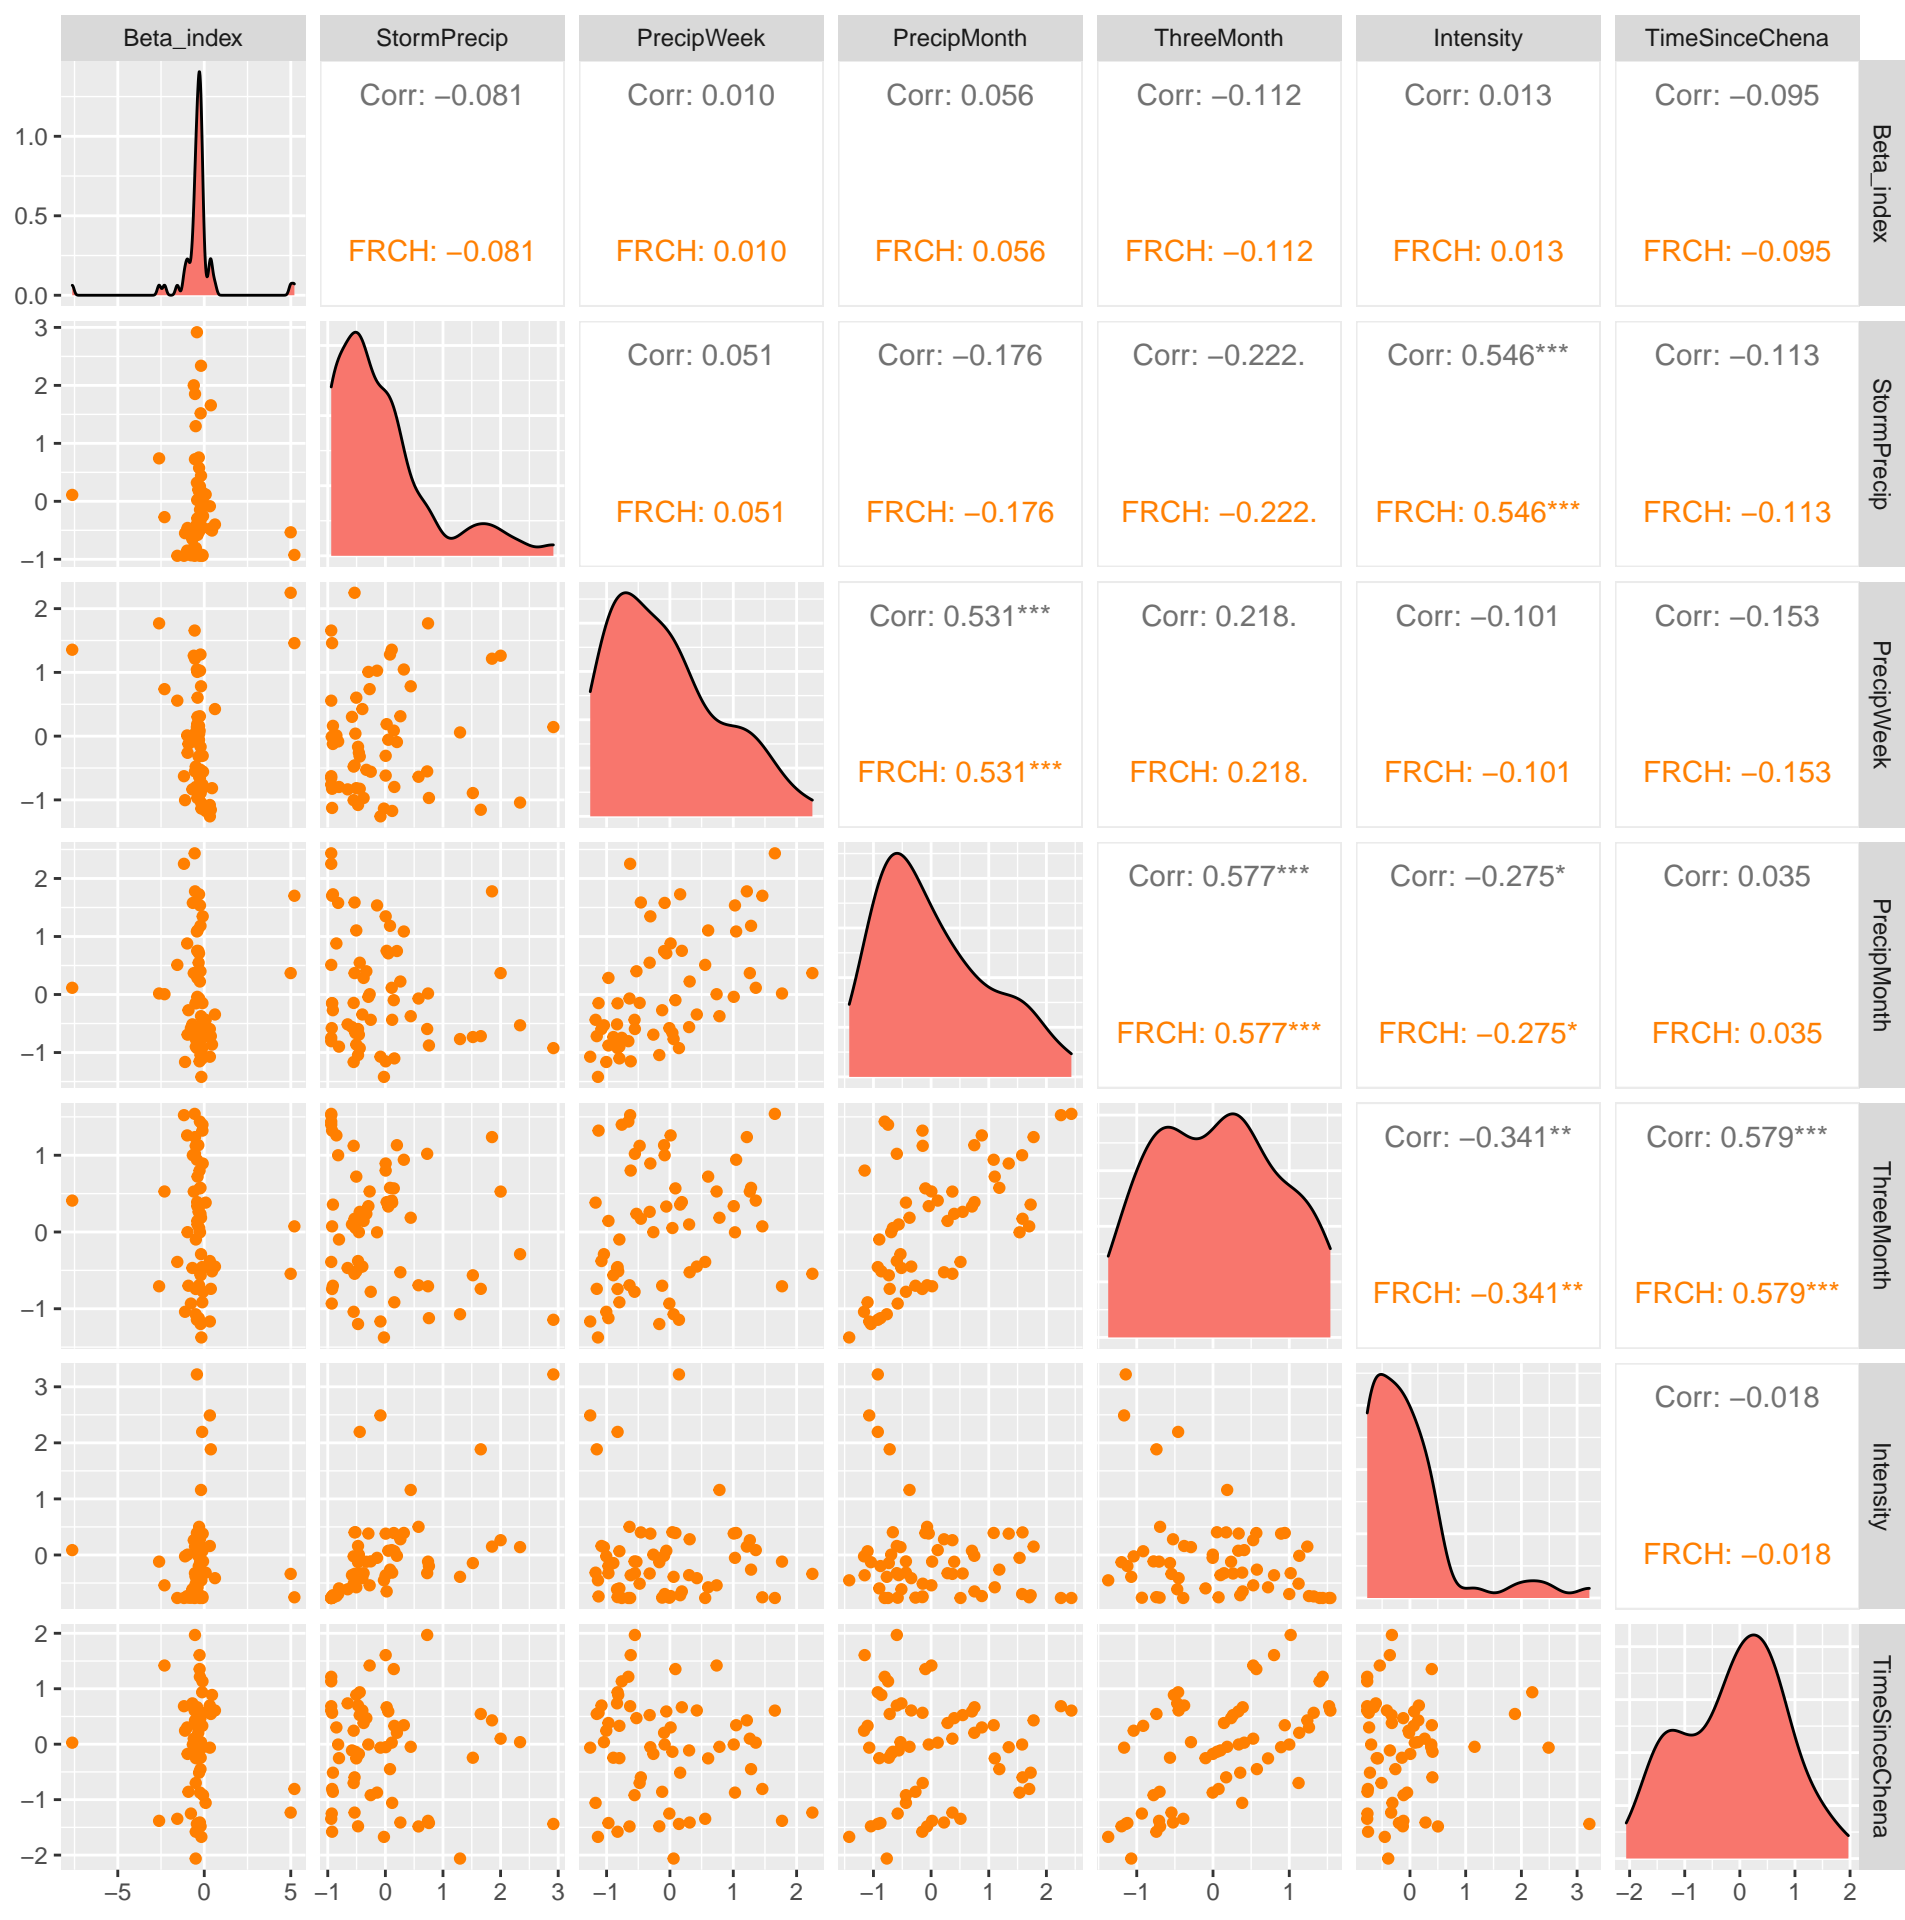 Beta_index StormPrecip PrecipWeek PrecipMonth ThreeMonth Intensity TimeSinceChena
Corr: −0.081 Corr: 0.010 Corr: 0.056 Corr: −0.112 Corr: 0.013 Corr: −0.095
1.0
0.5
FRCH: −0.081 FRCH: 0.010 FRCH: 0.056 FRCH: −0.112 FRCH: 0.013 FRCH: −0.095
0.0
Beta_index
3
Corr: 0.051 Corr: −0.176 Corr: −0.222. Corr: 0.546*** Corr: −0.113
2
1
0
FRCH: 0.051 FRCH: −0.176 FRCH: −0.222. FRCH: 0.546*** FRCH: −0.113
−1
StormPrecip
2
Corr: 0.531*** Corr: 0.218. Corr: −0.101 Corr: −0.153
1
0
FRCH: 0.531*** FRCH: 0.218. FRCH: −0.101 FRCH: −0.153
−1
PrecipWeek
2
Corr: 0.577*** Corr: −0.275* Corr: 0.035
1
0
FRCH: 0.577*** FRCH: −0.275* FRCH: 0.035
−1
PrecipMonth
Corr: −0.341** Corr: 0.579***
1
0
FRCH: −0.341** FRCH: 0.579***
−1
ThreeMonth
3
Corr: −0.018
2
1
0
FRCH: −0.018
Intensity
2
1
0
−1
−2
TimeSinceChena
−5 0 5 −1 0 1 2 3 −1 0 1 2 −1 0 1 2 −1 0 1 0 1 2 3 −2 −1 0 1 2